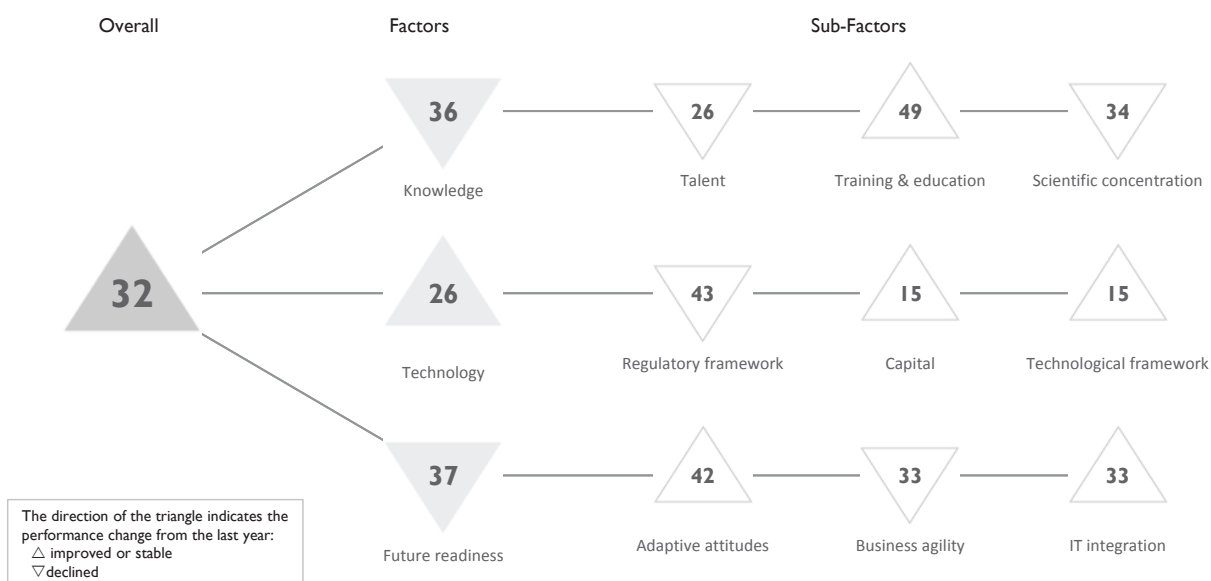 Overall Factors Sub-Factors
36 26 49 34
Knowledge Talent Training & education Scientific concentration
32 26 43 15 15
Technology Regulatory framework Capital Technological framework
37 42 33 33
Future readiness Adaptive attitudes Business agility IT integration
The direction of the triangle indicates the
performance change from the last year:
△ improved or stable
▽ declined